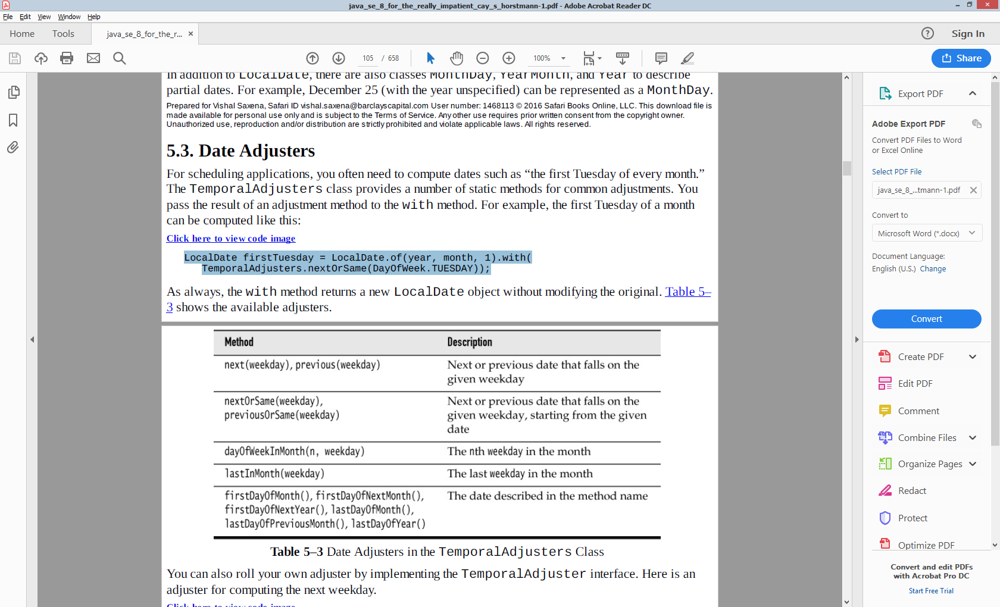 java_se_8_for_the_really_impatient_cay_s_horstmann-1.pdf - Adobe Acrobat Reader DC
File Edit View Window Help
Home Tools java_se_8_for_the_r... × Sign In
105 / 658 100% Share
In addition to LocalDate, there are also classes MonthDay, YearMonth, and Year to describe
partial dates. For example, December 25 (with the year unspecified) can be represented as a MonthDay.
Prepared for Vishal Saxena, Safari ID vishal.saxena@barclayscapital.com User number: 1468113 © 2016 Safari Books Online, LLC. This download file is
made available for personal use only and is subject to the Terms of Service. Any other use requires prior written consent from the copyright owner.
Unauthorized use, reproduction and/or distribution are strictly prohibited and violate applicable laws. All rights reserved.
5.3. Date Adjusters
For scheduling applications, you often need to compute dates such as “the first Tuesday of every month.”
The TemporalAdjusters class provides a number of static methods for common adjustments. You
pass the result of an adjustment method to the with method. For example, the first Tuesday of a month
can be computed like this:
Click here to view code image
LocalDate firstTuesday = LocalDate.of(year, month, 1).with(
TemporalAdjusters.nextOrSame(DayOfWeek.TUESDAY));
As always, the with method returns a new LocalDate object without modifying the original. Table 5–
3 shows the available adjusters.
Method Description
next(weekday), previous(weekday) Next or previous date that falls on the
given weekday
nextOrSame(weekday), Next or previous date that falls on the
previousOrSame(weekday) given weekday, starting from the given
date
dayOfWeekInMonth(n, weekday) The nth weekday in the month
lastInMonth(weekday) The last weekday in the month
firstDayOfMonth(), firstDayOfNextMonth(), The date described in the method name
firstDayOfNextYear(), lastDayOfMonth(),
lastDayOfPreviousMonth(), lastDayOfYear()
Table 5–3 Date Adjusters in the TemporalAdjusters Class
You can also roll your own adjuster by implementing the TemporalAdjuster interface. Here is an
adjuster for computing the next weekday.
Click here to view code image
Export PDF
Adobe Export PDF
Convert PDF Files to Word
or Excel Online
Select PDF File
java_se_8_...tmann-1.pdf
Convert to
Microsoft Word (*.docx)
Document Language:
English (U.S.) Change
Convert
Create PDF
Edit PDF
Comment
Combine Files
Organize Pages
Redact
Protect
Optimize PDF
Convert and edit PDFs
with Acrobat Pro DC
Start Free Trial